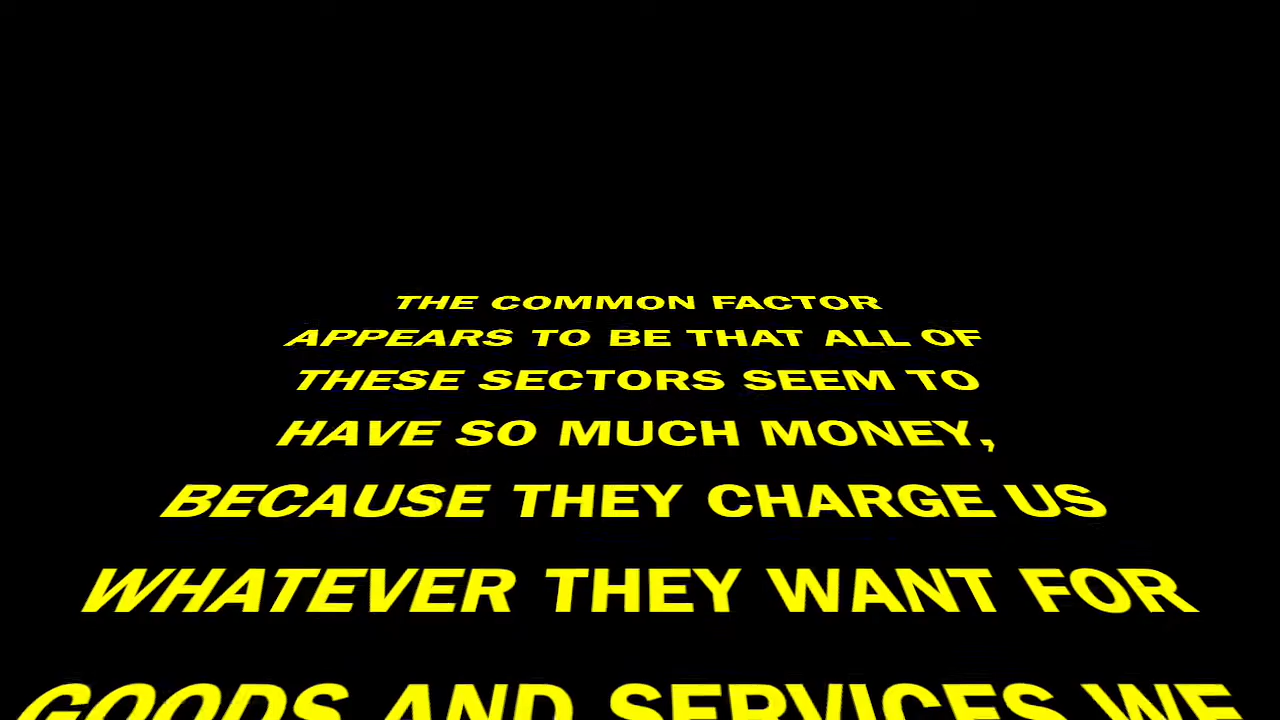 THE COMMON FACTOR
APPEARS TO BE THAT ALL OF
THESE SECTORS SEEM TO
HAVE SO MUCH MONEY,
BECAUSE THEY CHARGE US
WHATEVER THEY WANT FOR
GOODS AND SERVICES WE